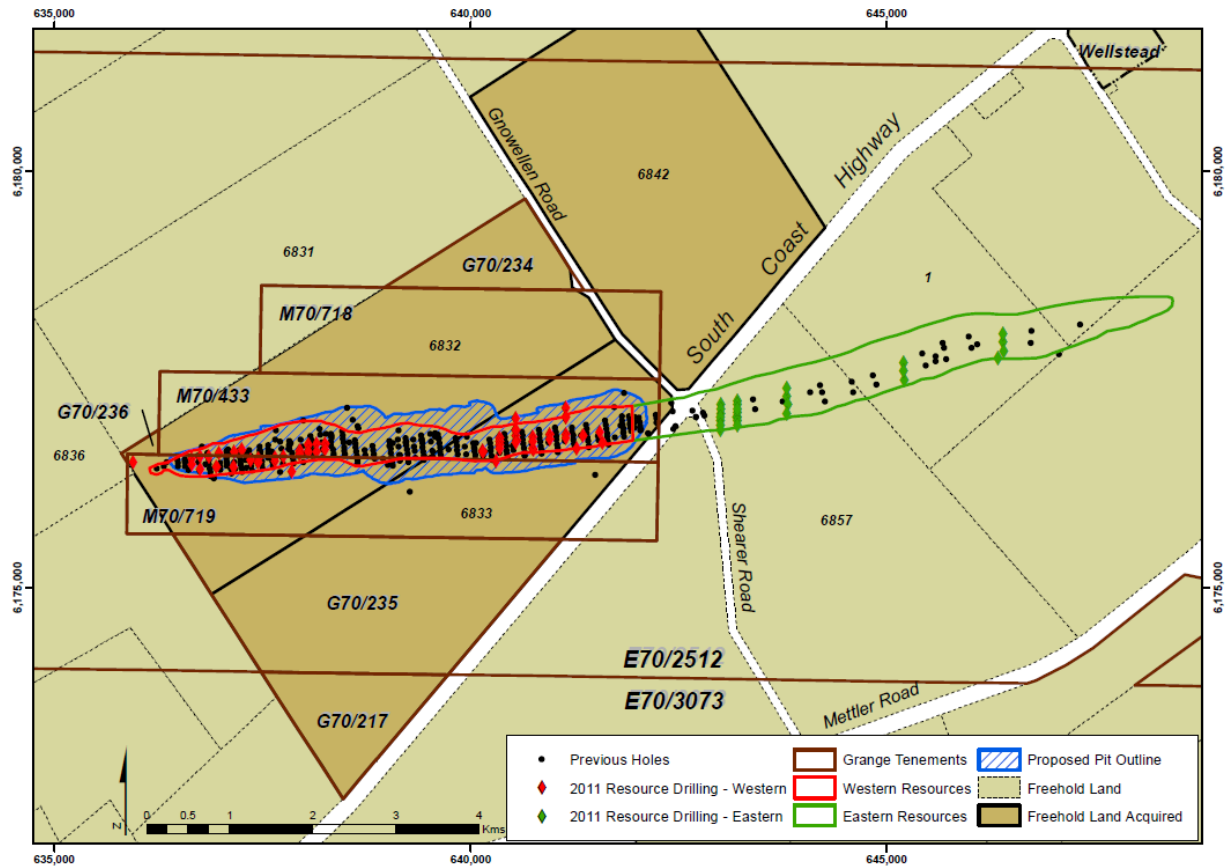 635,000 640,000 645,000
Wellstead
Gnowellen Road
Highway
6,180,000 6,180,000
6842
Coast
6831
G70/234
1
M70/718
South
6832
M70/433
G70/236
6836
M70/719
6833
6857
Shearer Road
6,175,000 6,175,000
G70/235
E70/2512
E70/3073
Mettler Road
G70/217
Previous Holes
2011 Resource Drilling - Western
2011 Resource Drilling - Eastern
Grange Tenements
Western Resources
Eastern Resources
Proposed Pit Outline
Freehold Land
Freehold Land Acquired
N
0 0.5 1 2 3 4
Kms
635,000 640,000 645,000